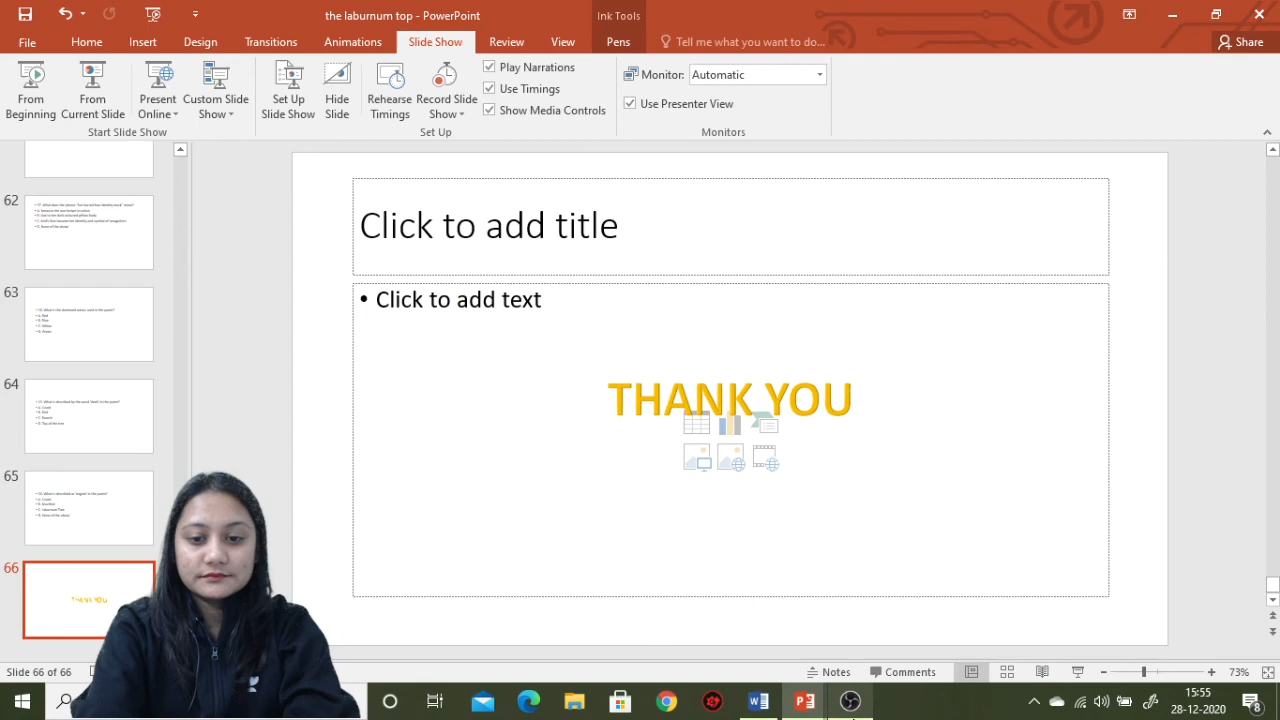 the laburnum top - PowerPoint
Ink Tools
File
Home
Insert
Design
Transitions
Animations
Slide Show
Review
View
Pens
Tell me what you want to do...
Share
From Beginning
From Current Slide
Present Online
Custom Slide Show
Set Up Slide Show
Hide Slide
Rehearse Timings
Record Slide Show
Play Narrations
Use Timings
Show Media Controls
Monitor:
Automatic
Use Presenter View
Start Slide Show
Set Up
Monitors
62
63
64
65
66
THANK YOU
Click to add title
• Click to add text
THANK YOU
Slide 66 of 66
Notes
Comments
73%
15:55
28-12-2020
8